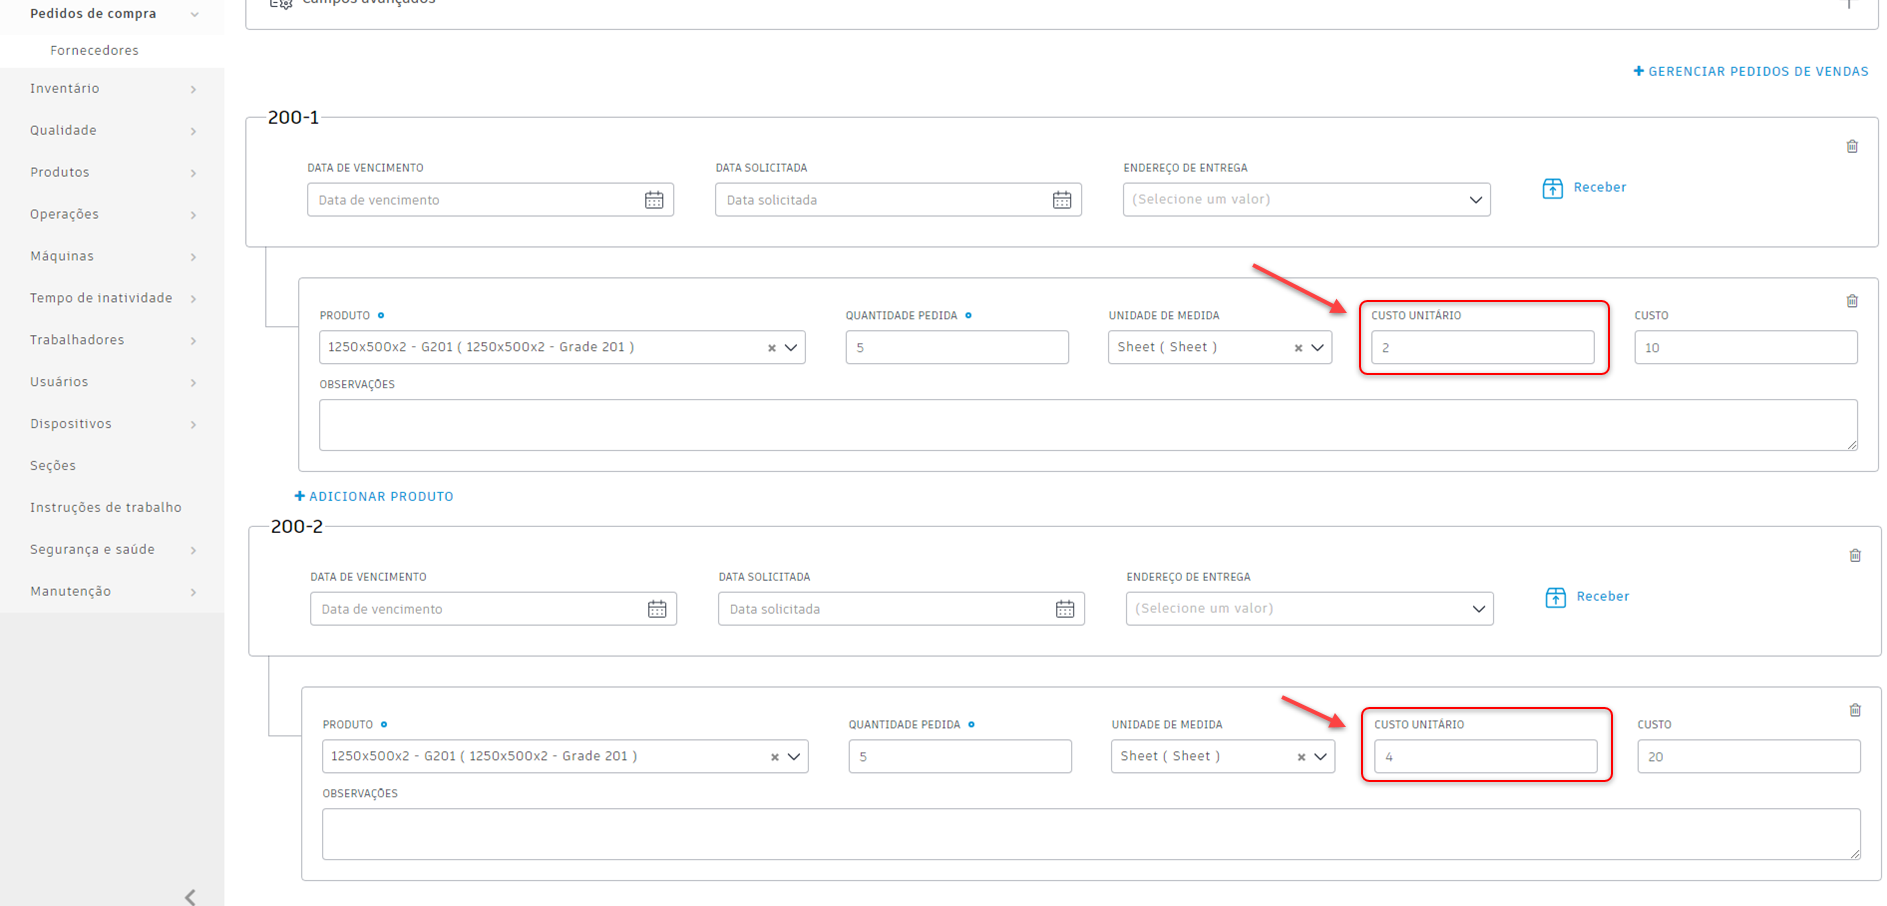 Pedidos de compra
Fornecedores
Inventário
Qualidade
Produtos
Operações
Máquinas
Tempo de inatividade
Trabalhadores
Usuários
Dispositivos
Seções
Instruções de trabalho
Segurança e saúde
Manutenção
Campos avançados
+ GERENCIAR PEDIDOS DE VENDAS
200-1
DATA DE VENCIMENTO DATA SOLICITADA ENDEREÇO DE ENTREGA
Data de vencimento Data solicitada (Selecione um valor) Receber
PRODUTO QUANTIDADE PEDIDA UNIDADE DE MEDIDA CUSTO UNITÁRIO CUSTO
1250x500x2 - G201 ( 1250x500x2 - Grade 201 ) 5 Sheet ( Sheet ) 2 10
OBSERVAÇÕES
+ ADICIONAR PRODUTO
200-2
DATA DE VENCIMENTO DATA SOLICITADA ENDEREÇO DE ENTREGA
Data de vencimento Data solicitada (Selecione um valor) Receber
PRODUTO QUANTIDADE PEDIDA UNIDADE DE MEDIDA CUSTO UNITÁRIO CUSTO
1250x500x2 - G201 ( 1250x500x2 - Grade 201 ) 5 Sheet ( Sheet ) 4 20
OBSERVAÇÕES